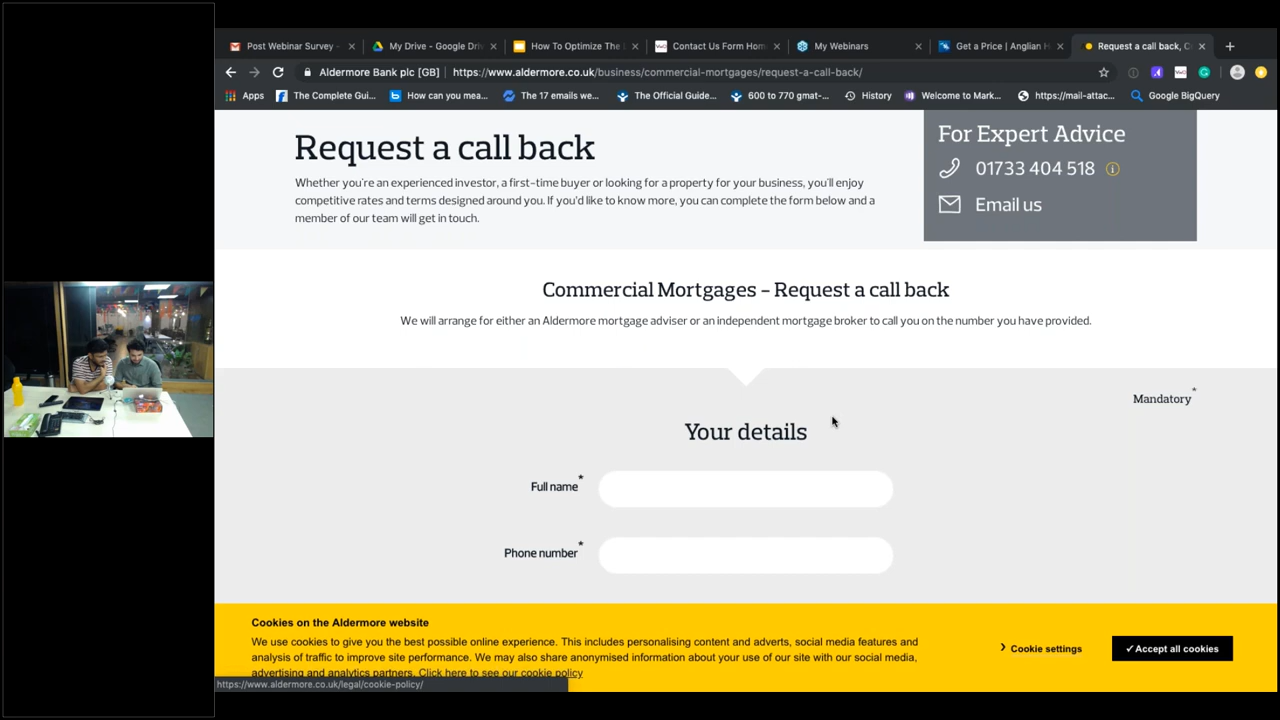 Post Webinar Survey -
My Drive - Google Dri
How To Optimize The L
Contact Us Form Hom
My Webinars
Get a Price | Anglian H
Request a call back, C
Aldermore Bank plc [GB] https://www.aldermore.co.uk/business/commercial-mortgages/request-a-call-back/
Apps
The Complete Gui...
How can you mea...
The 17 emails we...
The Official Guide...
600 to 770 gmat-...
History
Welcome to Mark...
https://mail-attac...
Google BigQuery
Request a call back
Whether you're an experienced investor, a first-time buyer or looking for a property for your business, you'll enjoy
competitive rates and terms designed around you. If you'd like to know more, you can complete the form below and a
member of our team will get in touch.
For Expert Advice
01733 404 518
Email us
Commercial Mortgages – Request a call back
We will arrange for either an Aldermore mortgage adviser or an independent mortgage broker to call you on the number you have provided.
Mandatory*
Your details
Full name*
Phone number*
Cookies on the Aldermore website
We use cookies to give you the best possible online experience. This includes personalising content and adverts, social media features and
analysis of traffic to improve site performance. We may also share anonymised information about your use of our site with our social media,
advertising and analytics partners. Click here to see our cookie policy
Cookie settings
✓Accept all cookies
https://www.aldermore.co.uk/legal/cookie-policy/